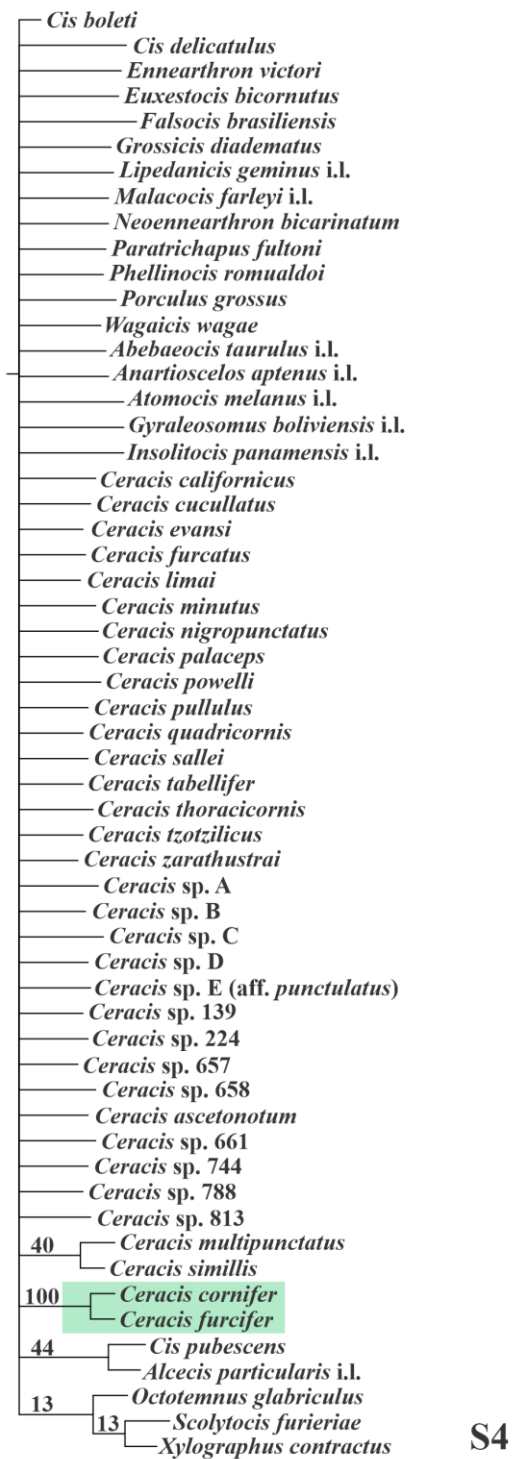 Cis boleti
Cis delicatulus
Ennearthron victori
Euxestocis bicornutus
Falsocis brasiliensis
Grossicis diadematus
Lipedanicis geminus i.l.
Malacocis farleyi i.l.
Neoennearthron bicarinatum
Paratrichapus fultoni
Phellinocis romualdoi
Porculus grossus
Wagaicis wagae
Abebaeocis taurulus i.l.
Anartioscelos aptenus i.l.
Atomocis melanus i.l.
Gyraleosomus boliviensis i.l.
Insolitocis panamensis i.l.
Ceracis californicus
Ceracis cucullatus
Ceracis evansi
Ceracis furcatus
Ceracis limai
Ceracis minutus
Ceracis nigropunctatus
Ceracis palaceps
Ceracis powelli
Ceracis pullulus
Ceracis quadricornis
Ceracis sallei
Ceracis tabellifer
Ceracis thoracicornis
Ceracis tzotzilicus
Ceracis zarathustrai
Ceracis sp. A
Ceracis sp. B
Ceracis sp. C
Ceracis sp. D
Ceracis sp. E (aff. punctulatus)
Ceracis sp. 139
Ceracis sp. 224
Ceracis sp. 657
Ceracis sp. 658
Ceracis ascetonotum
Ceracis sp. 661
Ceracis sp. 744
Ceracis sp. 788
Ceracis sp. 813
40 Ceracis multipunctatus
Ceracis simillis
100 Ceracis cornifer
Ceracis furcifer
44 Cis pubescens
Alcecis particularis i.l.
13 Octotemnus glabriculus
13 Scolytocis furieriae
Xylographus contractus
S4